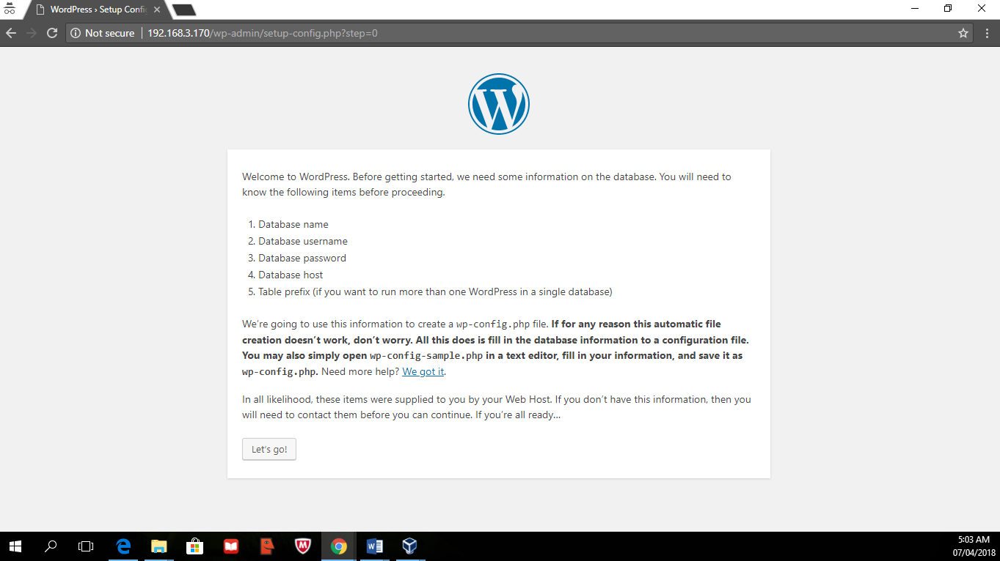 WordPress › Setup Config
Not secure | 192.168.3.170/wp-admin/setup-config.php?step=0
W
Welcome to WordPress. Before getting started, we need some information on the database. You will need to
know the following items before proceeding.
1. Database name
2. Database username
3. Database password
4. Database host
5. Table prefix (if you want to run more than one WordPress in a single database)
We’re going to use this information to create a wp-config.php file. If for any reason this automatic file
creation doesn’t work, don’t worry. All this does is fill in the database information to a configuration file.
You may also simply open wp-config-sample.php in a text editor, fill in your information, and save it as
wp-config.php. Need more help? We got it.
In all likelihood, these items were supplied to you by your Web Host. If you don’t have this information, then you
will need to contact them before you can continue. If you’re all ready…
Let’s go!
5:03 AM
07/04/2018